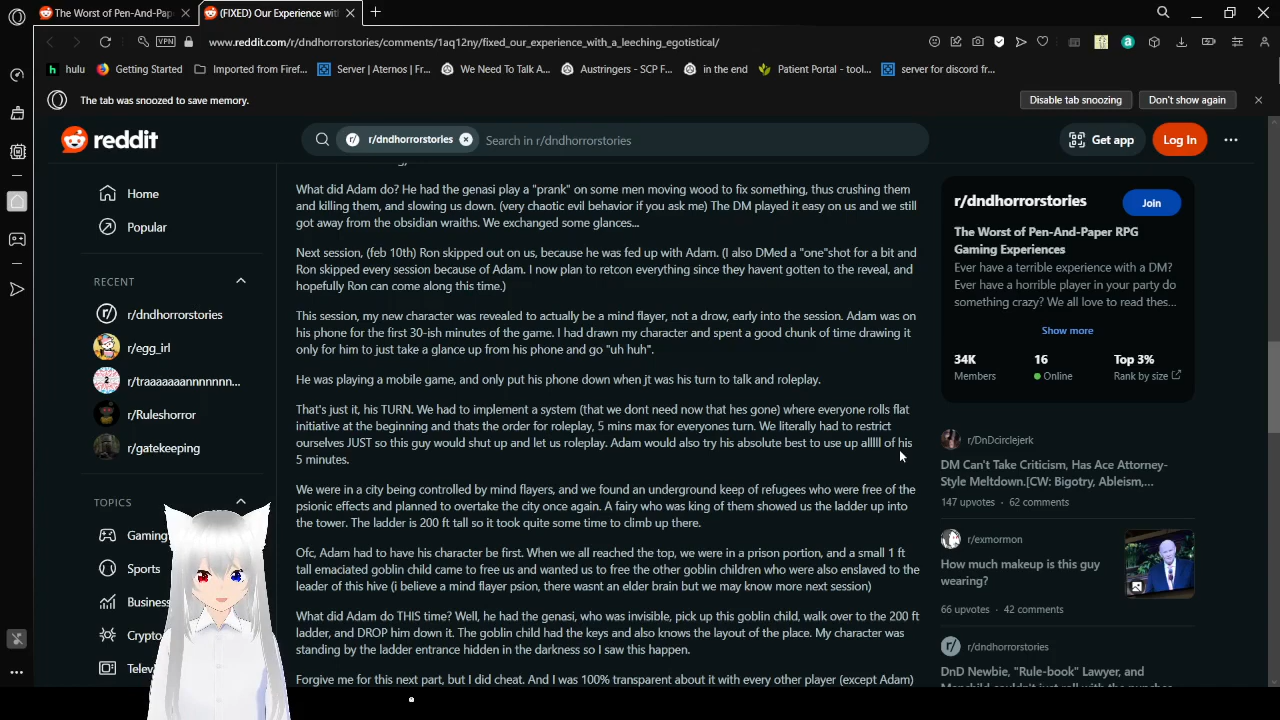 The Worst of Pen-And-Pape
(FIXED) Our Experience wit
VPN
www.reddit.com/r/dndhorrorstories/comments/1aq12ny/fixed_our_experience_with_a_leeching_egotistical/
hulu
Getting Started
Imported from Firef...
Server | Aternos | Fr...
We Need To Talk A...
Austringers - SCP F...
in the end
Patient Portal - tool...
server for discord fr...
The tab was snoozed to save memory.
Disable tab snoozing
Don't show again
reddit
r/dndhorrorstories
Search in r/dndhorrorstories
Get app
Log In
Home
Popular
RECENT
r/dndhorrorstories
r/egg_irl
r/traaaaaaannnnnnn...
r/Ruleshorror
r/gatekeeping
TOPICS
Gaming
Sports
Business
Crypto
Telev
What did Adam do? He had the genasi play a "prank" on some men moving wood to fix something, thus crushing them
and killing them, and slowing us down. (very chaotic evil behavior if you ask me) The DM played it easy on us and we still
got away from the obsidian wraiths. We exchanged some glances...
Next session, (feb 10th) Ron skipped out on us, because he was fed up with Adam. (I also DMed a "one"shot for a bit and
Ron skipped every session because of Adam. I now plan to retcon everything since they havent gotten to the reveal, and
hopefully Ron can come along this time.)
This session, my new character was revealed to actually be a mind flayer, not a drow, early into the session. Adam was on
his phone for the first 30-ish minutes of the game. I had drawn my character and spent a good chunk of time drawing it
only for him to just take a glance up from his phone and go "uh huh".
He was playing a mobile game, and only put his phone down when jt was his turn to talk and roleplay.
That's just it, his TURN. We had to implement a system (that we dont need now that hes gone) where everyone rolls flat
initiative at the beginning and thats the order for roleplay, 5 mins max for everyones turn. We literally had to restrict
ourselves JUST so this guy would shut up and let us roleplay. Adam would also try his absolute best to use up alllll of his
5 minutes.
We were in a city being controlled by mind flayers, and we found an underground keep of refugees who were free of the
psionic effects and planned to overtake the city once again. A fairy who was king of them showed us the ladder up into
the tower. The ladder is 200 ft tall so it took quite some time to climb up there.
Ofc, Adam had to have his character be first. When we all reached the top, we were in a prison portion, and a small 1 ft
tall emaciated goblin child came to free us and wanted us to free the other goblin children who were also enslaved to the
leader of this hive (i believe a mind flayer psion, there wasnt an elder brain but we may know more next session)
What did Adam do THIS time? Well, he had the genasi, who was invisible, pick up this goblin child, walk over to the 200 ft
ladder, and DROP him down it. The goblin child had the keys and also knows the layout of the place. My character was
standing by the ladder entrance hidden in the darkness so I saw this happen.
Forgive me for this next part, but I did cheat. And I was 100% transparent about it with every other player (except Adam)
r/dndhorrorstories
Join
The Worst of Pen-And-Paper RPG
Gaming Experiences
Ever have a terrible experience with a DM?
Ever have a horrible player in your party do
something crazy? We all love to read thes...
Show more
34K
Members
16
Online
Top 3%
Rank by size
r/DnDcirclejerk
DM Can't Take Criticism, Has Ace Attorney-
Style Meltdown.[CW: Bigotry, Ableism,...
147 upvotes · 62 comments
r/exmormon
How much makeup is this guy
wearing?
66 upvotes · 42 comments
r/dndhorrorstories
DnD Newbie, "Rule-book" Lawyer, and